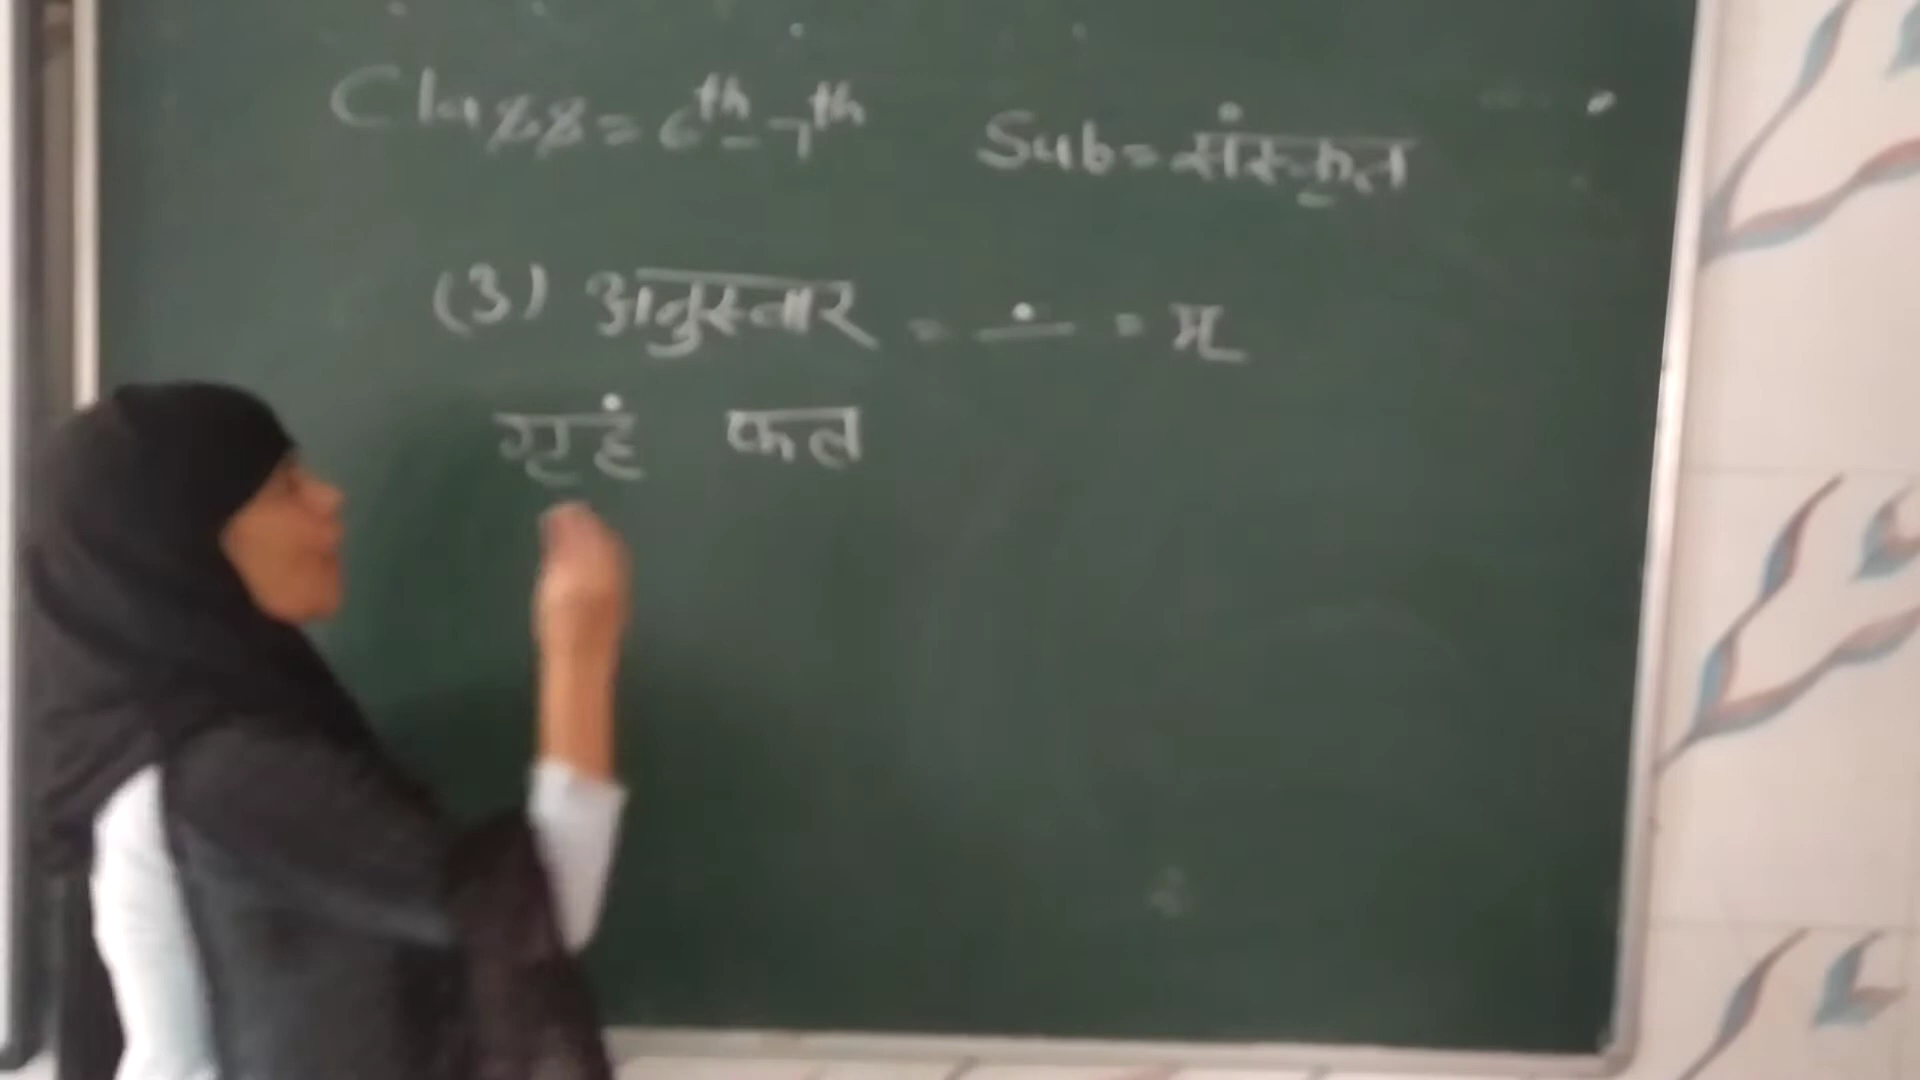 Class = 6th - 7th Sub = संस्कृत
(3) अनुस्वार = ∸ = म्
गृहं फल